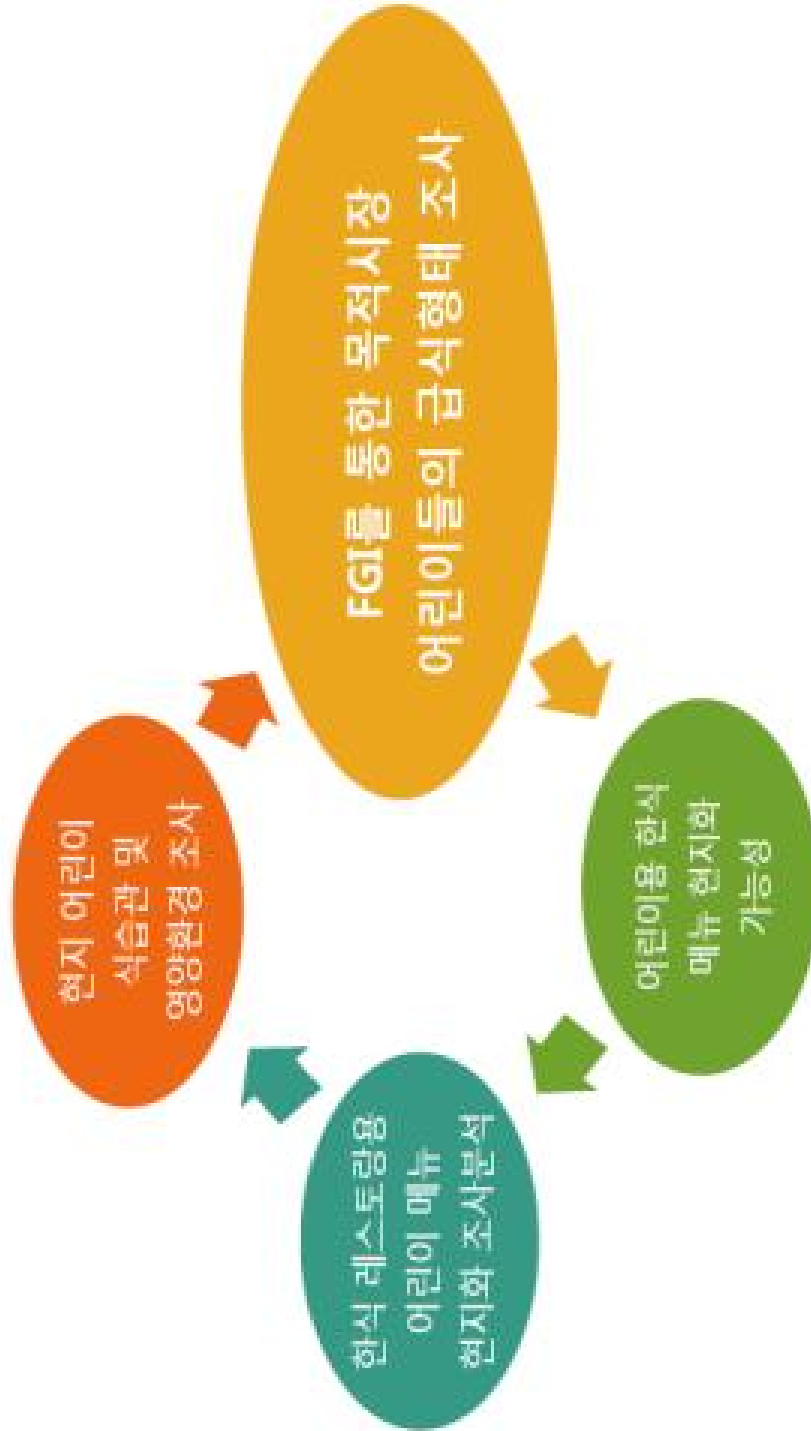 현지 어린이
식습관 및
영양환경 조사
FGI를 통한 목적시장
어린이들의 급식형태 조사
어린이용 한식
메뉴 현지화
가능성
한식 레스토랑용
어린이 메뉴
현지화 조사분석